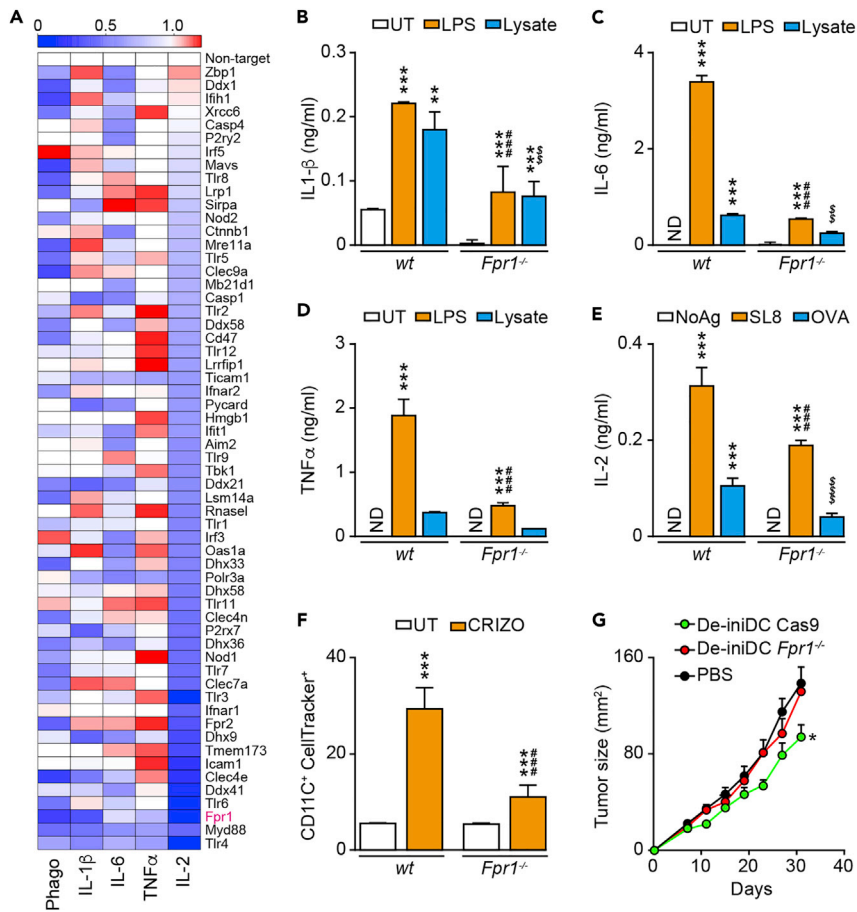 A
0 0.5 1.0
Non-target
Zbp1
Ddx1
Ifih1
Xrcc6
Casp4
P2ry2
Irf5
Mavs
Tlr8
Lrp1
Sirpa
Nod2
Ctnnb1
Mre11a
Tlr5
Clec9a
Mb21d1
Casp1
Tlr2
Ddx58
Cd47
Tlr12
Lrrfip1
Ticam1
Ifnar2
Pycard
Hmgb1
Ifit1
Aim2
Tlr9
Tbk1
Ddx21
Lsm14a
Rnasel
Tlr1
Irf3
Oas1a
Dhx33
Polr3a
Dhx58
Tlr11
Clec4n
P2rx7
Dhx36
Nod1
Tlr7
Clec7a
Tlr3
Ifnar1
Fpr2
Dhx9
Tmem173
Icam1
Clec4e
Ddx41
Tlr6
Fpr1
Myd88
Tlr4
Phago IL-1β IL-6 TNFα IL-2
B
UT LPS Lysate
IL1-β (ng/ml)
0.3
0.2
0.1
0
***
**
***
###
***
$$
wt Fpr1-/-
C
UT LPS Lysate
IL-6 (ng/ml)
4
3
2
1
0
ND
***
***
***
###
$$
wt Fpr1-/-
D
UT LPS Lysate
TNFα (ng/ml)
3
2
1
0
ND
***
ND
***
###
wt Fpr1-/-
E
NoAg SL8 OVA
IL-2 (ng/ml)
0.4
0.2
0
ND
***
***
ND
***
###
$$$
wt Fpr1-/-
F
UT CRIZO
CD11C+ CellTracker+
40
20
0
***
***
###
wt Fpr1-/-
G
De-iniDC Cas9
De-iniDC Fpr1-/-
PBS
Tumor size (mm²)
160
80
0
*
0 10 20 30 40
Days